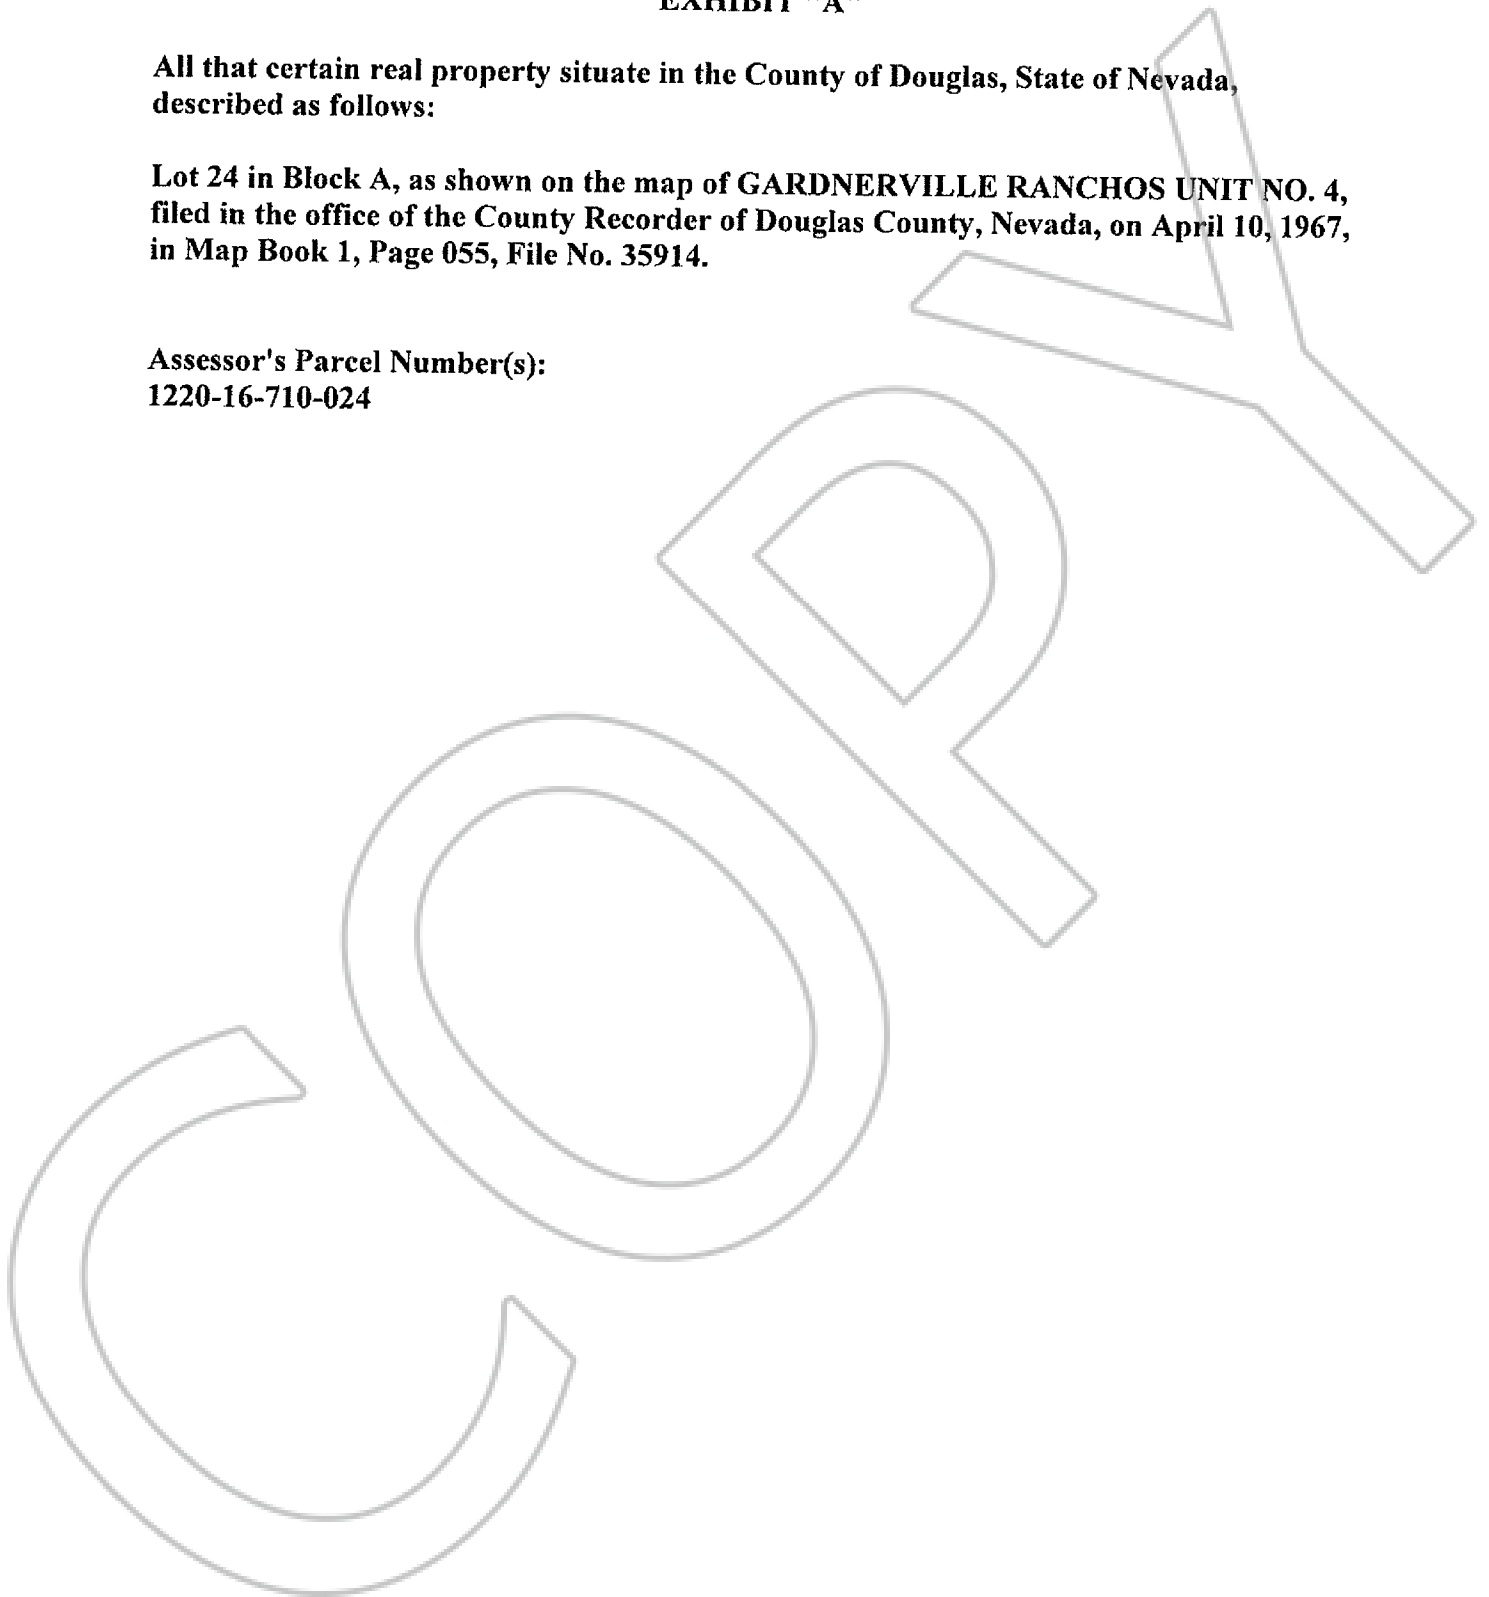 EXHIBIT "A"
All that certain real property situate in the County of Douglas, State of Nevada,
described as follows:
Lot 24 in Block A, as shown on the map of GARDNERVILLE RANCHOS UNIT NO. 4,
filed in the office of the County Recorder of Douglas County, Nevada, on April 10, 1967,
in Map Book 1, Page 055, File No. 35914.
Assessor's Parcel Number(s):
1220-16-710-024
COPY